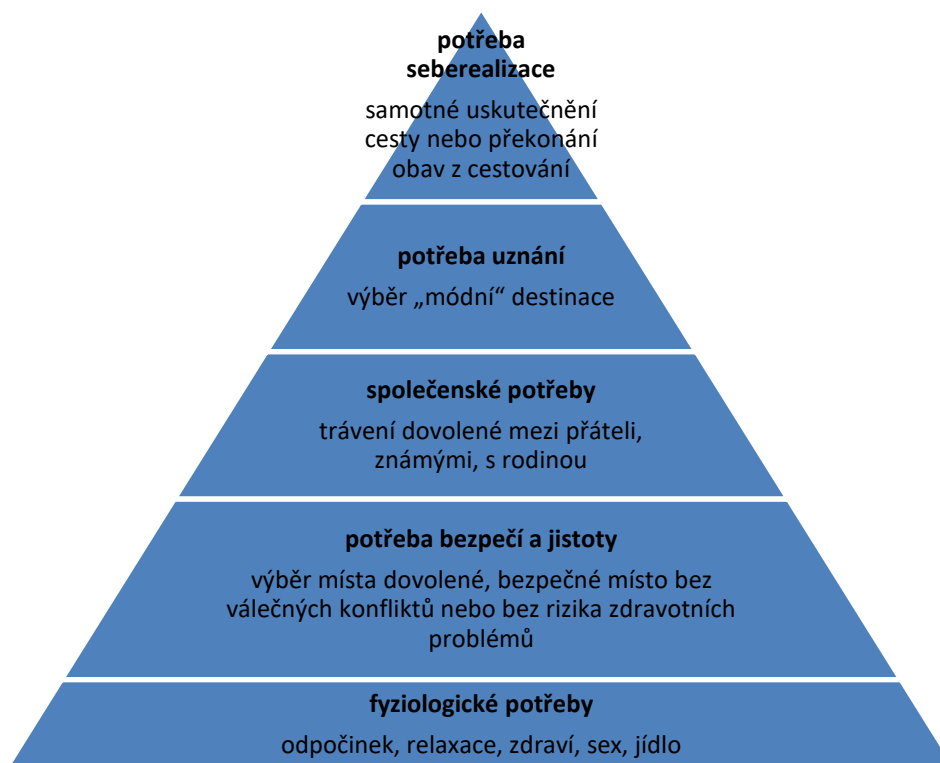 potřeba
seberealizace
samotné uskutečnění
cesty nebo překonání
obav z cestování
potřeba uznání
výběr „módní“ destinace
společenské potřeby
trávení dovolené mezi přáteli,
známými, s rodinou
potřeba bezpečí a jistoty
výběr místa dovolené, bezpečné místo bez
válečných konfliktů nebo bez rizika zdravotních
problémů
fyziologické potřeby
odpočinek, relaxace, zdraví, sex, jídlo